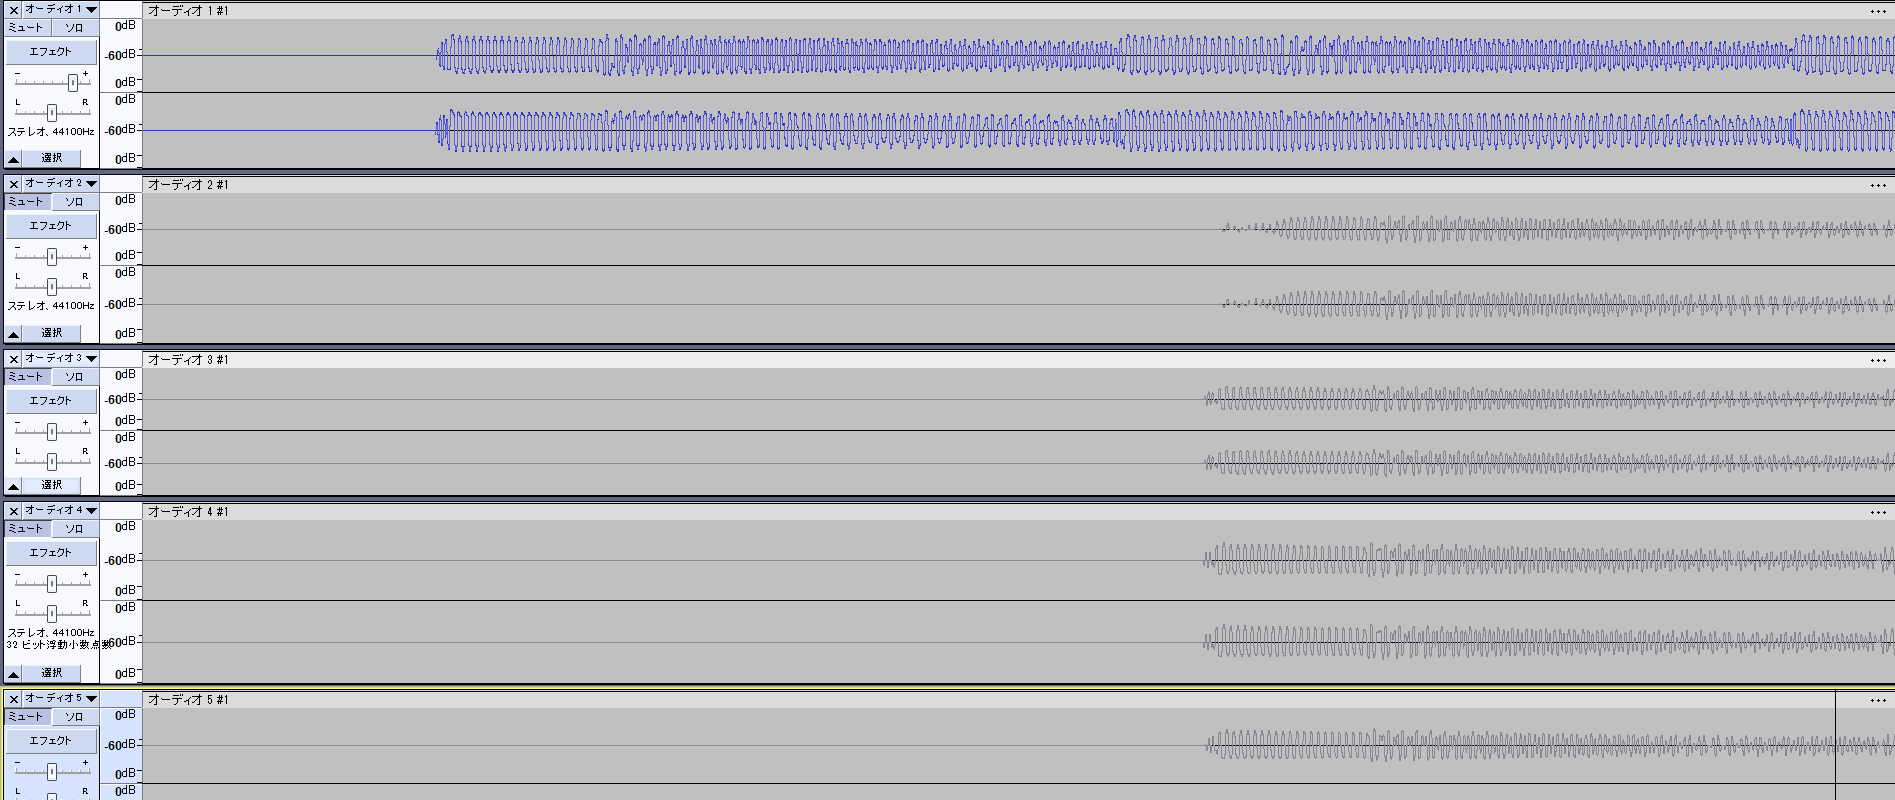 オーディオ 1
オーディオ 1 #1
ミュート ソロ
エフェクト
- +
L R
ステレオ, 44100Hz
選択
0dB
-60dB
0dB
0dB
-60dB
0dB
オーディオ 2
オーディオ 2 #1
ミュート ソロ
エフェクト
- +
L R
ステレオ, 44100Hz
選択
0dB
-60dB
0dB
0dB
-60dB
0dB
オーディオ 3
オーディオ 3 #1
ミュート ソロ
エフェクト
- +
L R
選択
0dB
-60dB
0dB
0dB
-60dB
0dB
オーディオ 4
オーディオ 4 #1
ミュート ソロ
エフェクト
- +
L R
ステレオ, 44100Hz
32 ビット浮動小数点数
選択
0dB
-60dB
0dB
0dB
-60dB
0dB
オーディオ 5
オーディオ 5 #1
ミュート ソロ
エフェクト
- +
L R
0dB
-60dB
0dB
0dB